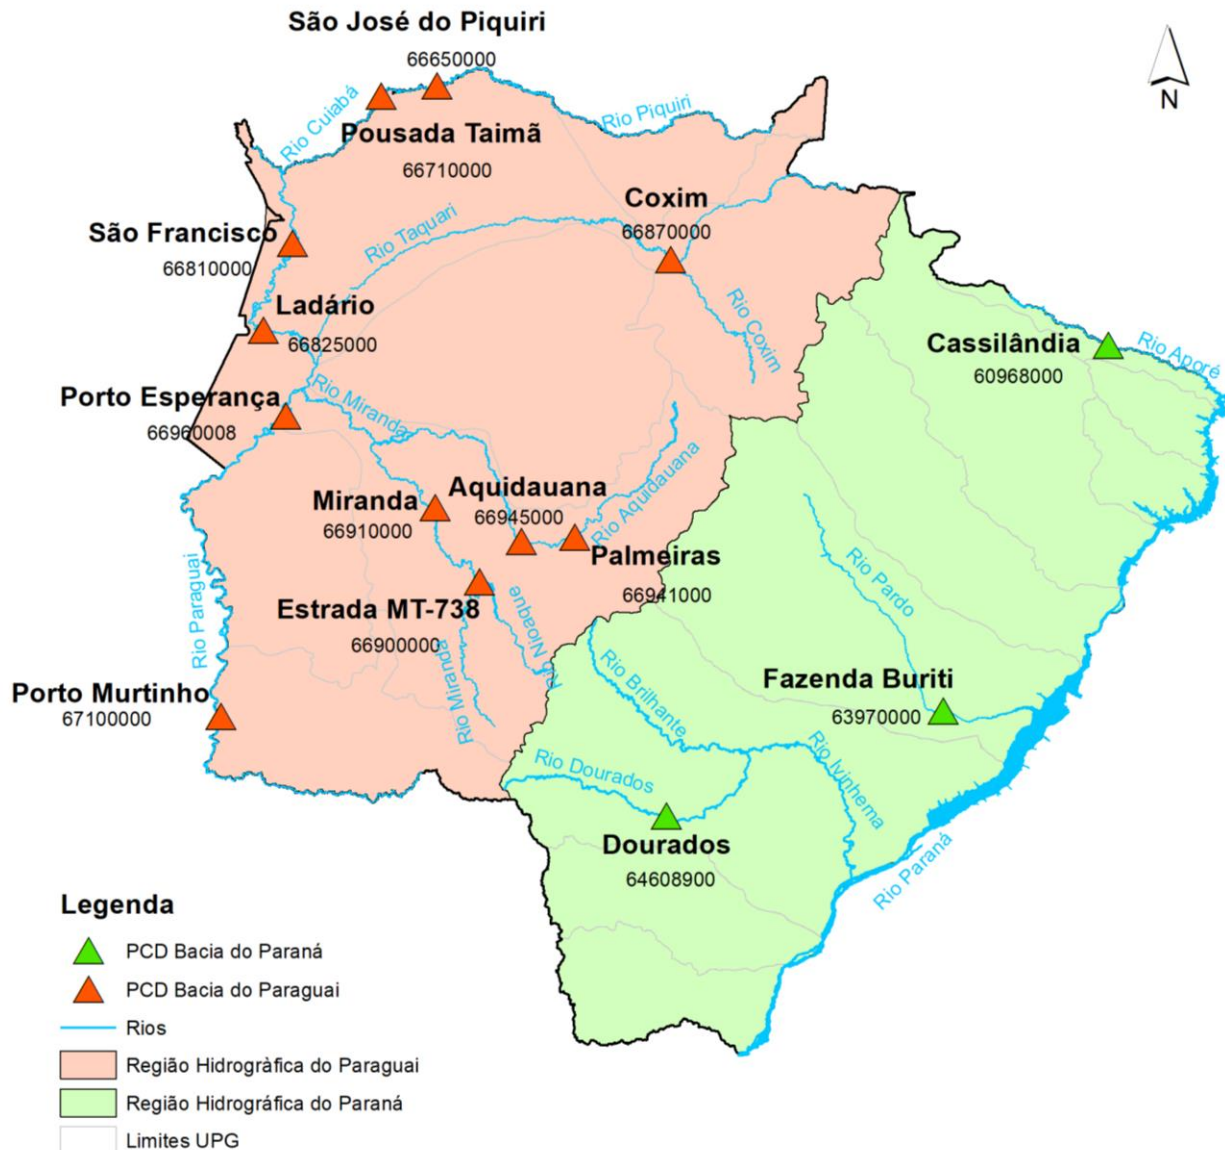 São José do Piquiri
66650000
N
Rio Cuiabá
Rio Piquiri
Pousada Taimã
66710000
Coxim
66870000
São Francisco
66810000
Rio Taquari
Ladário
66825000
Rio Coxim
Cassilândia
60968000
Rio Aporé
Porto Esperança
66960008
Rio Miranda
Miranda
66910000
Aquidauana
66945000
Rio Aquidauana
Palmeiras
66941000
Rio Paraguai
Estrada MT-738
66900000
Rio Nioaque
Rio Miranda
Rio Pardo
Porto Murtinho
67100000
Rio Brilhante
Fazenda Buriti
63970000
Rio Dourados
Rio Ivinhema
Dourados
64608900
Rio Paraná
Legenda
PCD Bacia do Paraná
PCD Bacia do Paraguai
Rios
Região Hidrogràfica do Paraguai
Região Hidrográfica do Paraná
Limites UPG